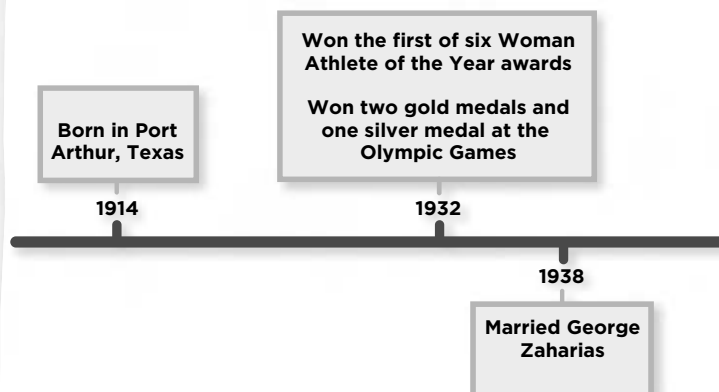 Won the first of six Woman
Athlete of the Year awards
Won two gold medals and
one silver medal at the
Olympic Games
Born in Port
Arthur, Texas
1914
1932
1938
Married George
Zaharias